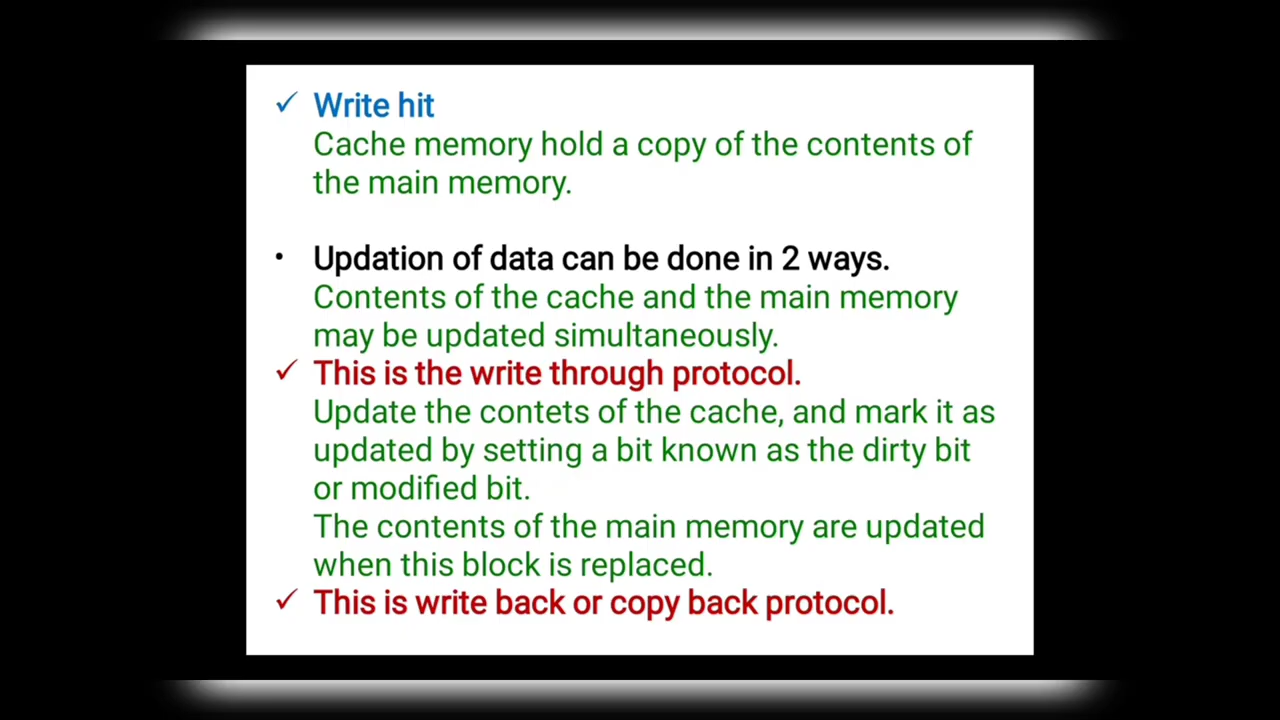 ✓ Write hit
Cache memory hold a copy of the contents of
the main memory.
• Updation of data can be done in 2 ways.
Contents of the cache and the main memory
may be updated simultaneously.
✓ This is the write through protocol.
Update the contets of the cache, and mark it as
updated by setting a bit known as the dirty bit
or modified bit.
The contents of the main memory are updated
when this block is replaced.
✓ This is write back or copy back protocol.